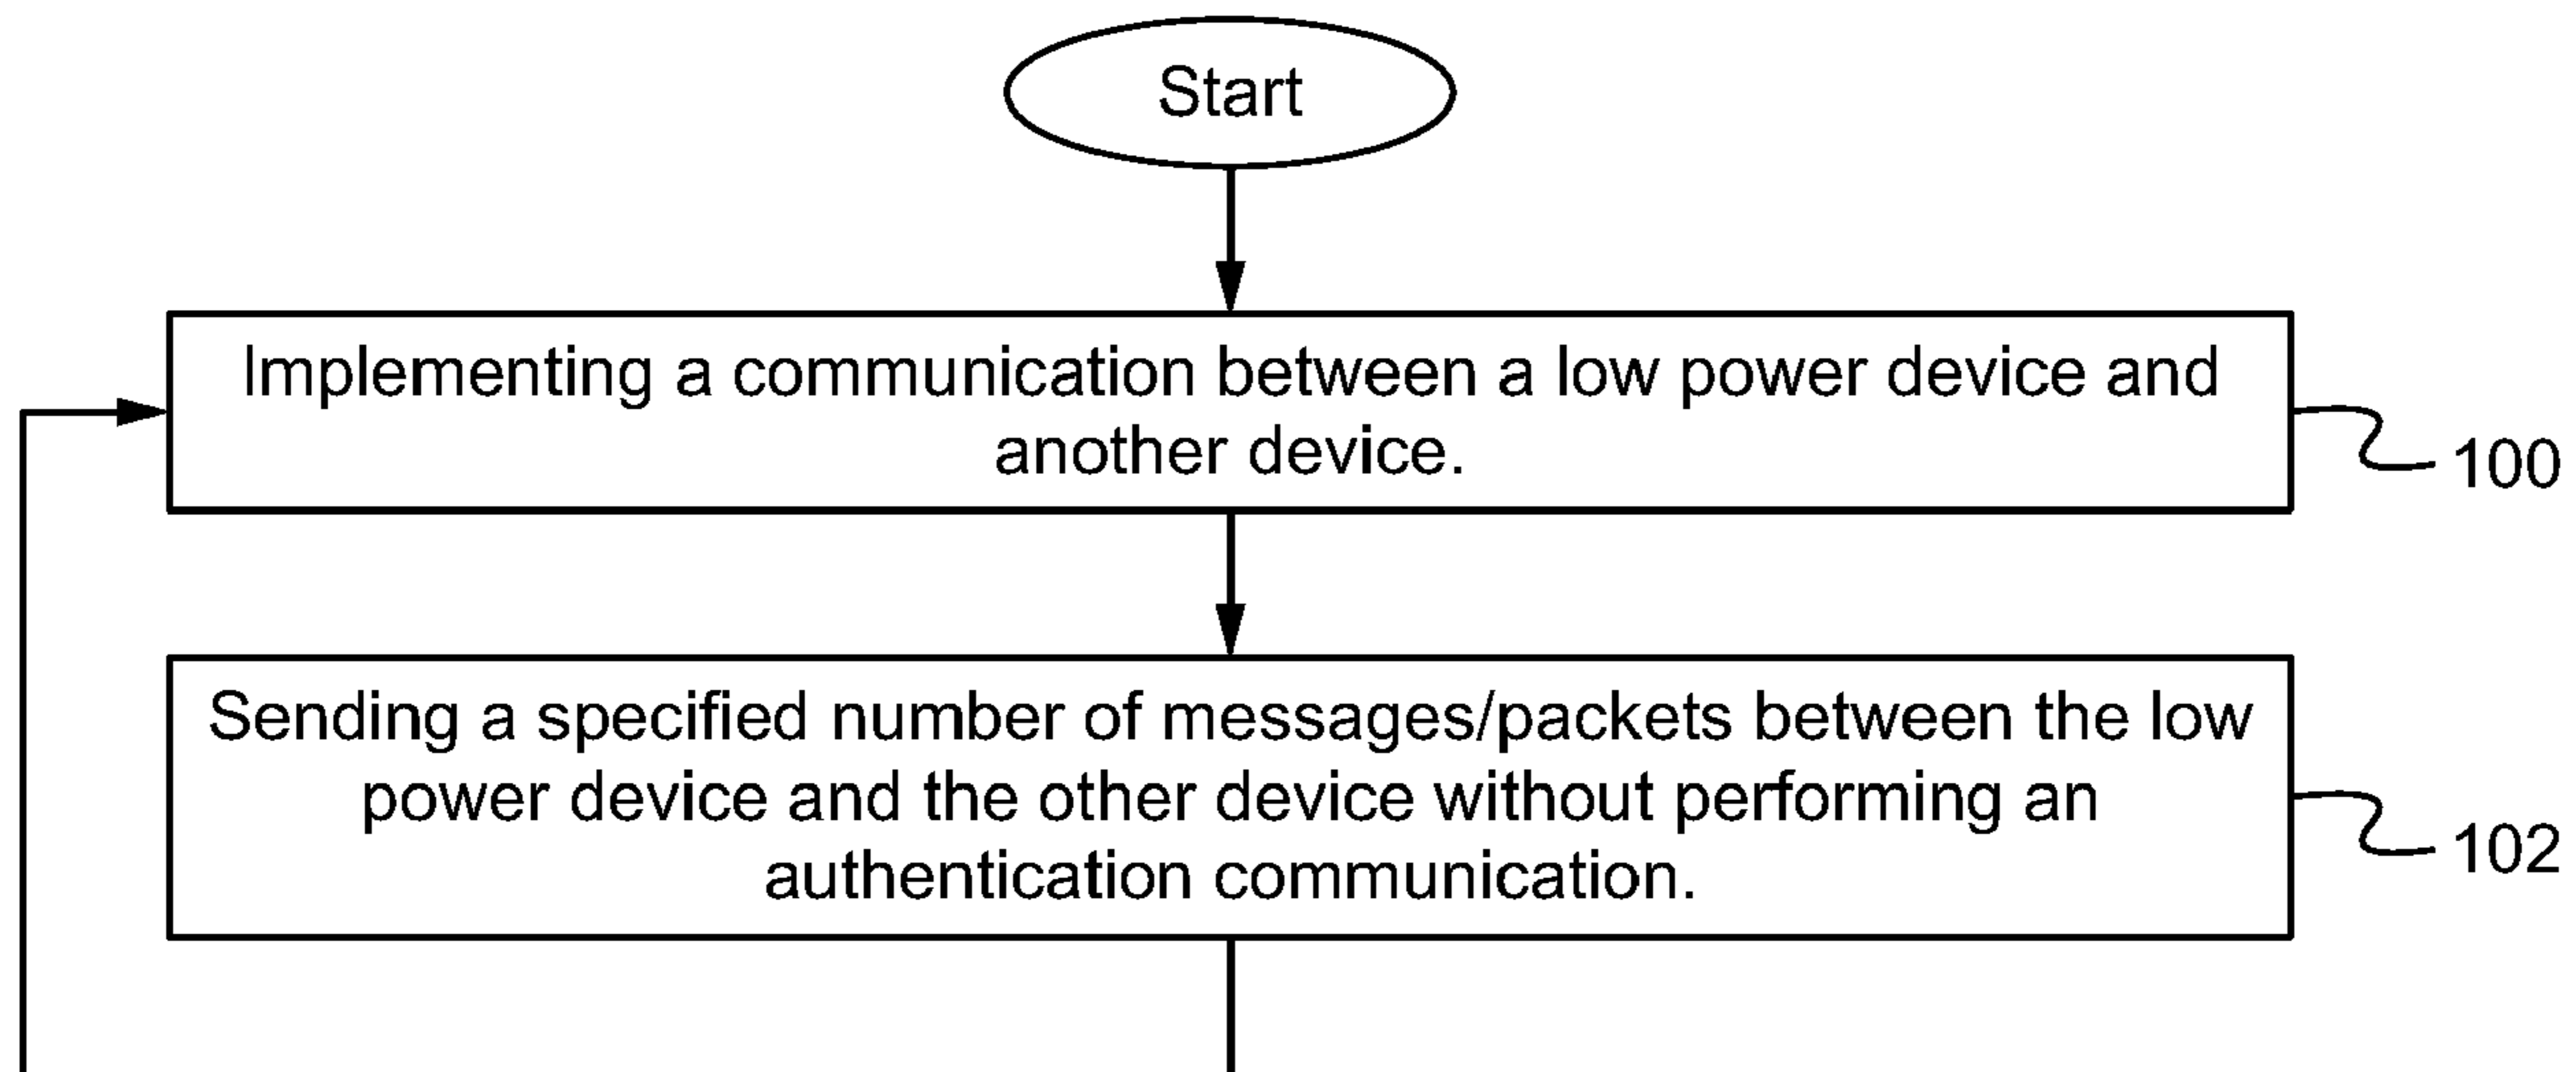 Start
Implementing a communication between a low power device and
another device.
100
Sending a specified number of messages/packets between the low
power device and the other device without performing an
authentication communication.
102